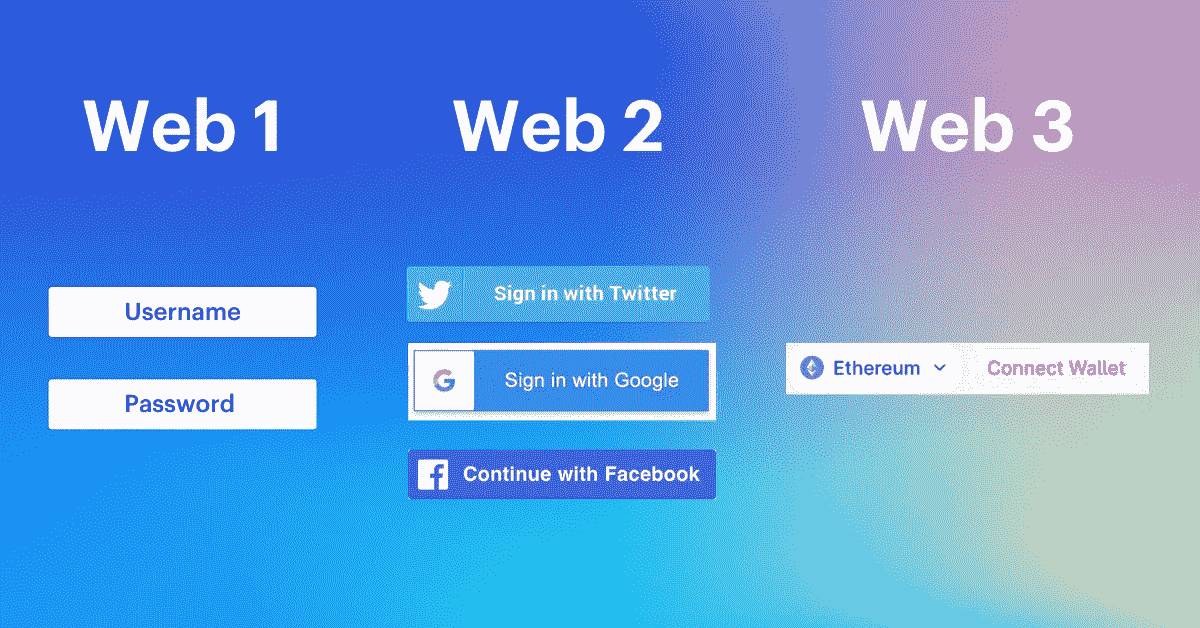 Web 1
Username
Password
Web 2
Sign in with Twitter
G
Sign in with Google
f
Continue with Facebook
Web 3
Ethereum
Connect Wallet